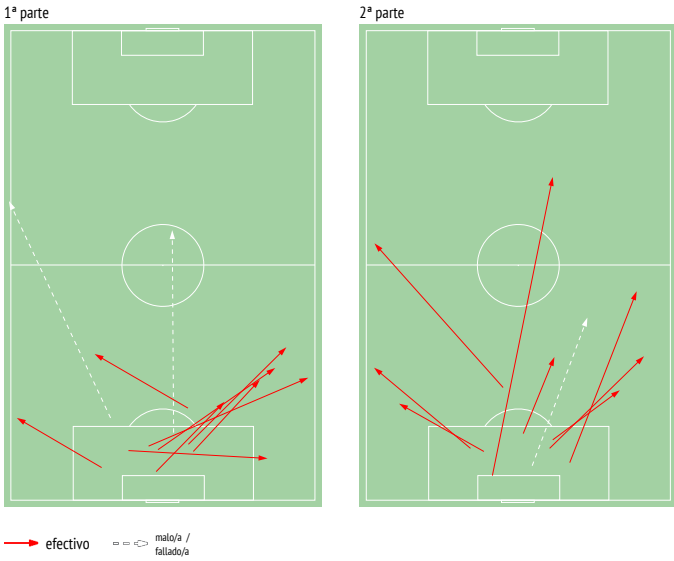 1ª parte
2ª parte
efectivo
malo/a /
fallado/a